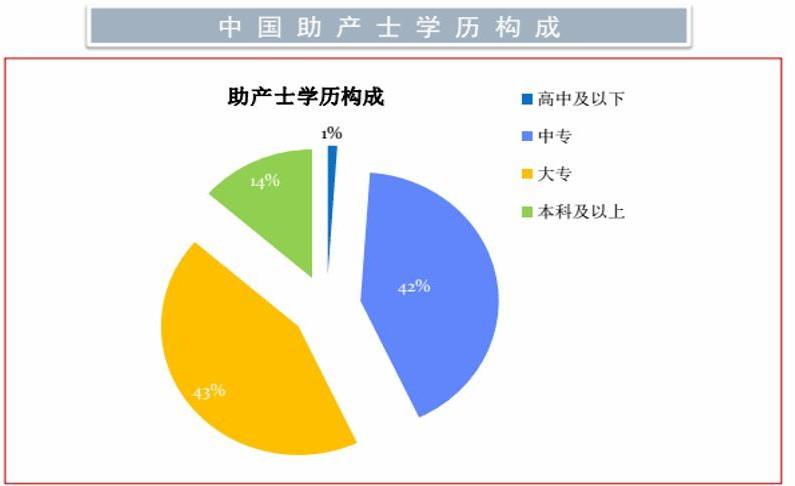 中国助产士学历构成
助产士学历构成
1%
高中及以下
中专
大专
本科及以上
14%
42%
43%